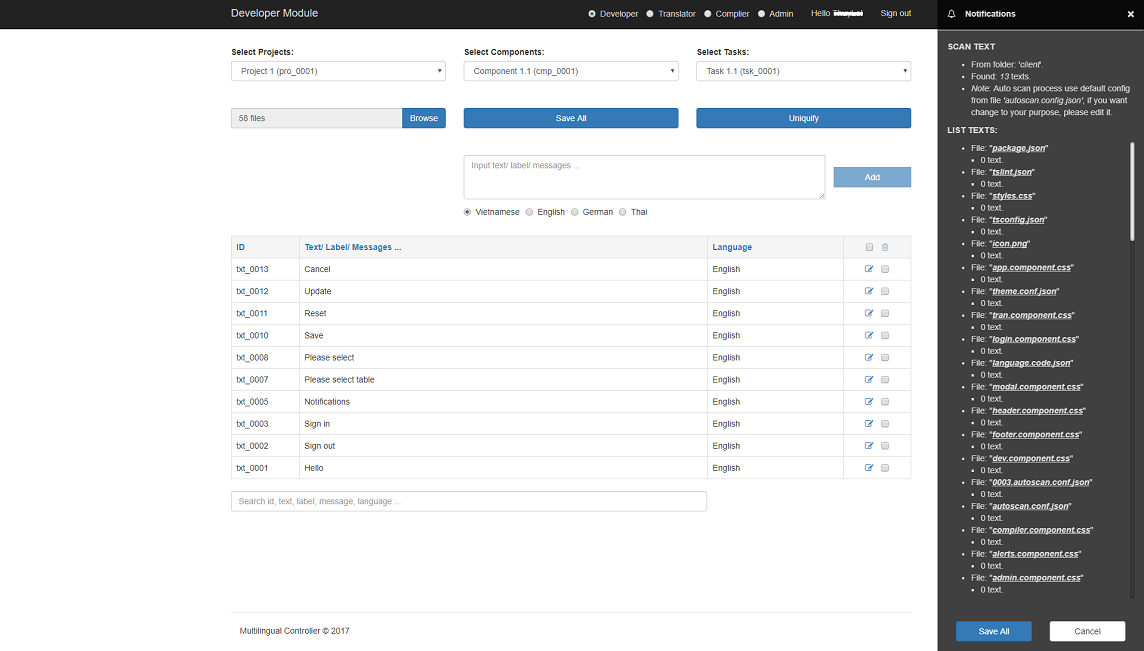 Developer Module
Developer Translator Complier Admin Hello Sign out
Select Projects: Select Components: Select Tasks:
Project 1 (pro_0001) Component 1.1 (cmp_0001) Task 1.1 (tsk_0001)
58 files Browse Save All Uniquify
Input text/ label/ messages ...
Add
Vietnamese English German Thai
ID Text/ Label/ Messages ... Language
txt_0013 Cancel English
txt_0012 Update English
txt_0011 Reset English
txt_0010 Save English
txt_0008 Please select English
txt_0007 Please select table English
txt_0005 Notifications English
txt_0003 Sign in English
txt_0002 Sign out English
txt_0001 Hello English
Search id, text, label, message, language ...
Multilingual Controller © 2017
Notifications ×
SCAN TEXT
From folder: 'client'.
Found: 13 texts.
Note: Auto scan process use default config
from file 'autoscan.config.json', if you want
change to your purpose, please edit it.
LIST TEXTS:
File: "package.json"
0 text.
File: "tslint.json"
0 text.
File: "styles.css"
0 text.
File: "tsconfig.json"
0 text.
File: "icon.png"
0 text.
File: "app.component.css"
0 text.
File: "theme.conf.json"
0 text.
File: "tran.component.css"
0 text.
File: "login.component.css"
0 text.
File: "language.code.json"
0 text.
File: "modal.component.css"
0 text.
File: "header.component.css"
0 text.
File: "footer.component.css"
0 text.
File: "dev.component.css"
0 text.
File: "0003.autoscan.conf.json"
0 text.
File: "autoscan.conf.json"
0 text.
File: "compiler.component.css"
0 text.
File: "alerts.component.css"
0 text.
File: "admin.component.css"
0 text.
Save All Cancel